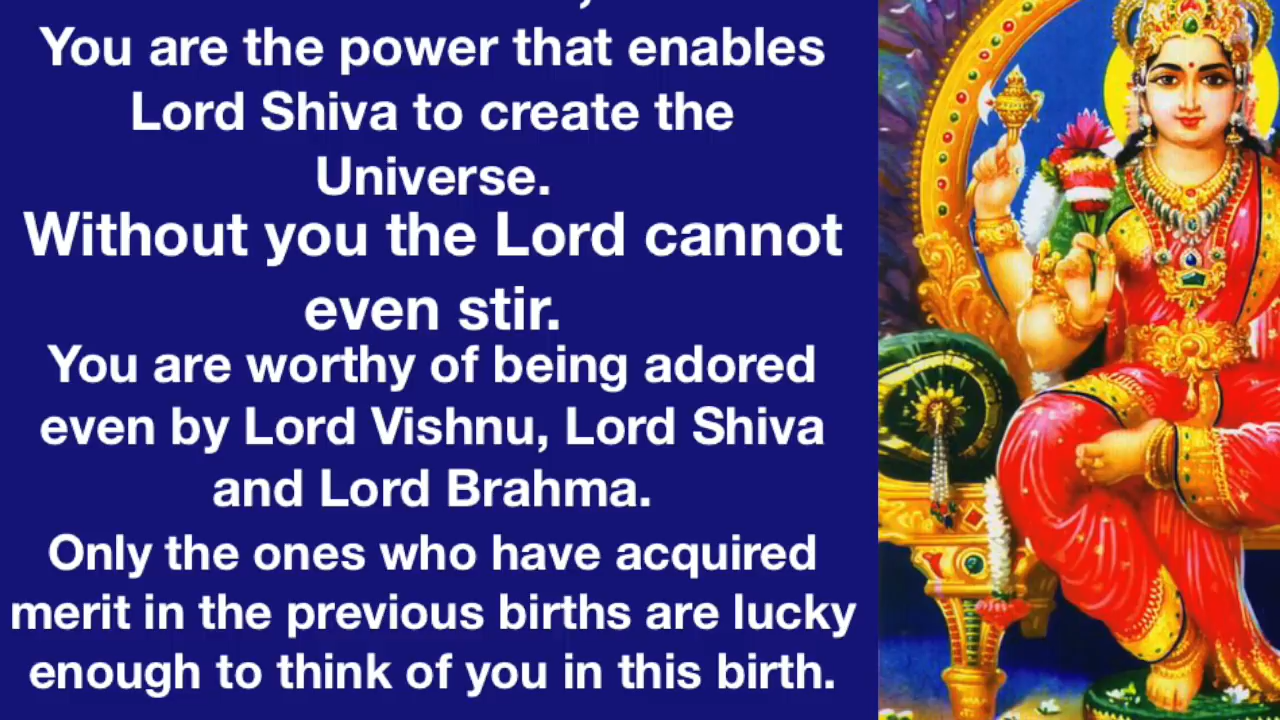 You are the power that enables
Lord Shiva to create the
Universe.
Without you the Lord cannot
even stir.
You are worthy of being adored
even by Lord Vishnu, Lord Shiva
and Lord Brahma.
Only the ones who have acquired
merit in the previous births are lucky
enough to think of you in this birth.